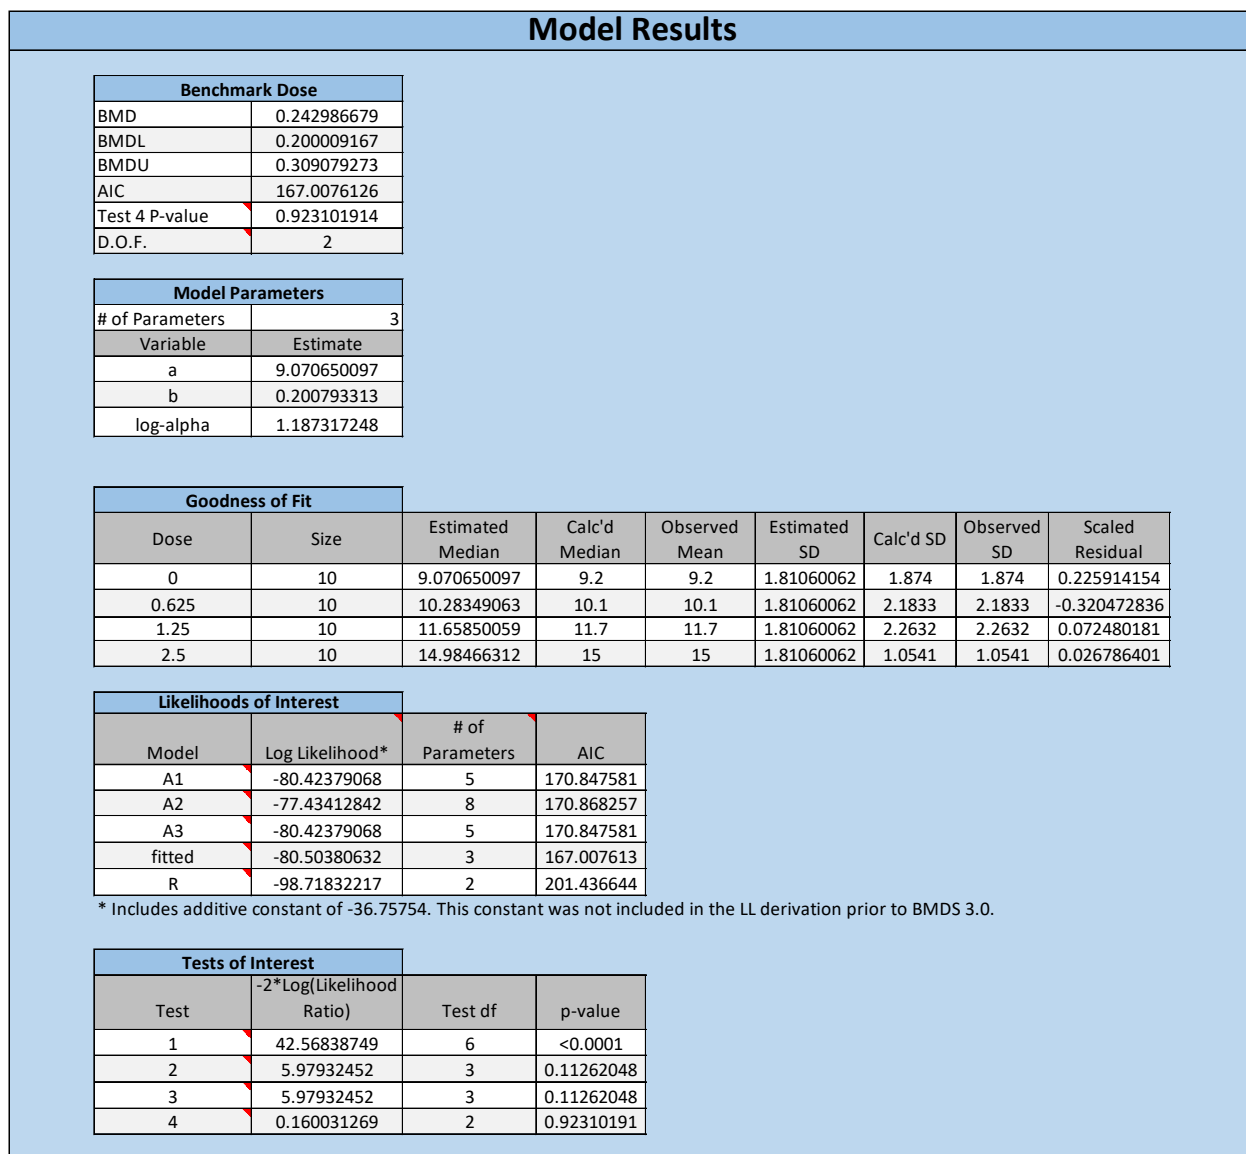 Model Results
Benchmark Dose
BMD 0.242986679
BMDL 0.200009167
BMDU 0.309079273
AIC 167.0076126
Test 4 P-value 0.923101914
D.O.F. 2
Model Parameters
# of Parameters 3
Variable Estimate
a 9.070650097
b 0.200793313
log-alpha 1.187317248
Goodness of Fit
Dose Size Estimated Median Calc'd Median Observed Mean Estimated SD Calc'd SD Observed SD Scaled Residual
0 10 9.070650097 9.2 9.2 1.81060062 1.874 1.874 0.225914154
0.625 10 10.28349063 10.1 10.1 1.81060062 2.1833 2.1833 -0.320472836
1.25 10 11.65850059 11.7 11.7 1.81060062 2.2632 2.2632 0.072480181
2.5 10 14.98466312 15 15 1.81060062 1.0541 1.0541 0.026786401
Likelihoods of Interest
Model Log Likelihood* # of Parameters AIC
A1 -80.42379068 5 170.847581
A2 -77.43412842 8 170.868257
A3 -80.42379068 5 170.847581
fitted -80.50380632 3 167.007613
R -98.71832217 2 201.436644
* Includes additive constant of -36.75754. This constant was not included in the LL derivation prior to BMDS 3.0.
Tests of Interest
Test -2*Log(Likelihood Ratio) Test df p-value
1 42.56838749 6 <0.0001
2 5.97932452 3 0.11262048
3 5.97932452 3 0.11262048
4 0.160031269 2 0.92310191